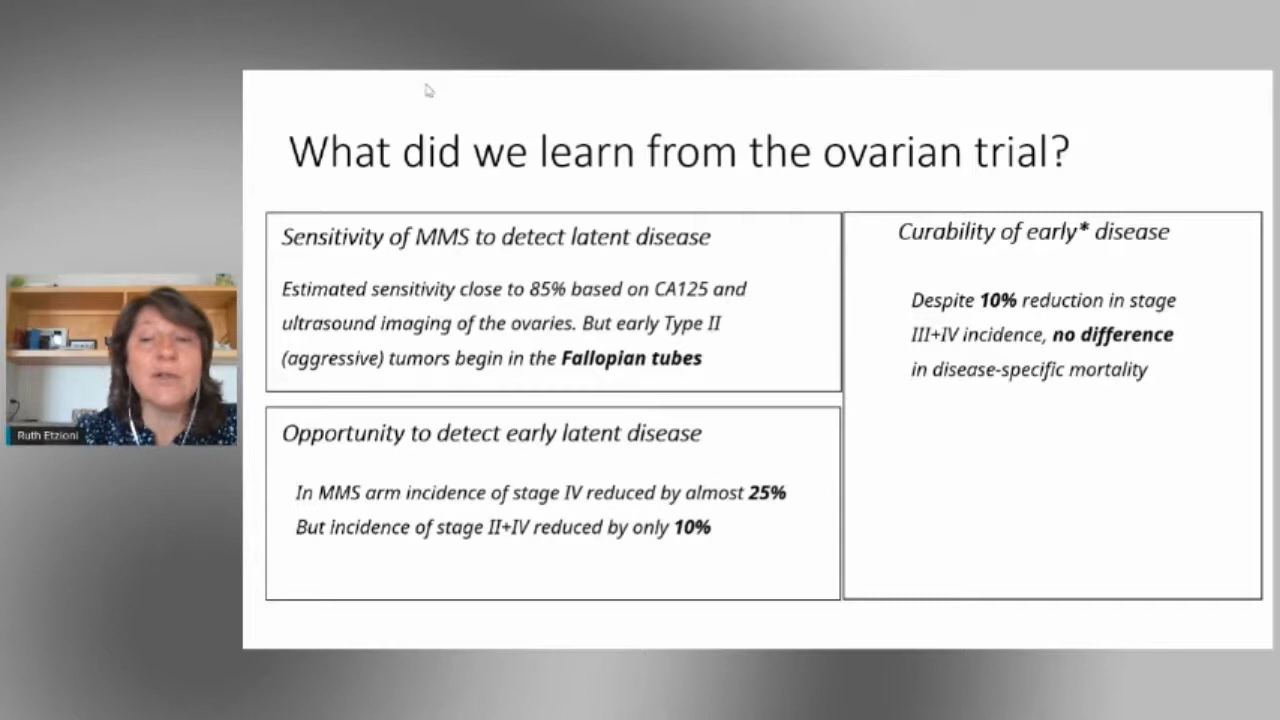 What did we learn from the ovarian trial?
Sensitivity of MMS to detect latent disease
Estimated sensitivity close to 85% based on CA125 and
ultrasound imaging of the ovaries. But early Type II
(aggressive) tumors begin in the Fallopian tubes
Opportunity to detect early latent disease
In MMS arm incidence of stage IV reduced by almost 25%
But incidence of stage II+IV reduced by only 10%
Curability of early* disease
Despite 10% reduction in stage
III+IV incidence, no difference
in disease-specific mortality
Ruth Etzioni